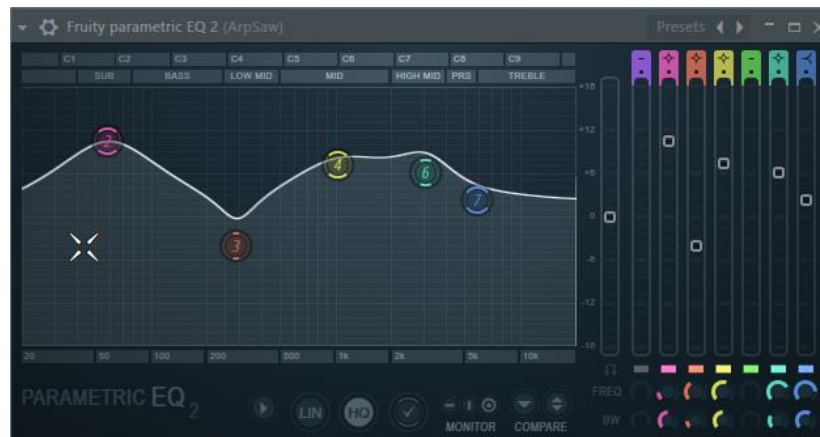 Fruity parametric EQ 2 (ArpSaw) Presets
C1 C2 C3 C4 C5 C6 C7 C8 C9
SUB BASS LOW MID MID HIGH MID PRS TREBLE
+18
+12
2
4
+6
6
7
0
3
-6
-12
-18
20 50 100 200 500 1k 2k 5k 10k
FREQ
PARAMETRIC EQ 2
LIN HQ
BW
MONITOR COMPARE